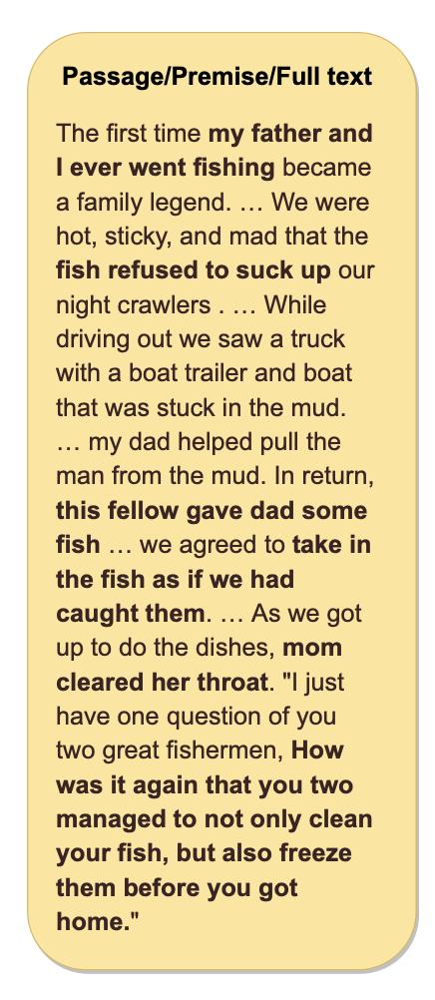 Passage/Premise/Full text
The first time my father and
I ever went fishing became
a family legend. … We were
hot, sticky, and mad that the
fish refused to suck up our
night crawlers . … While
driving out we saw a truck
with a boat trailer and boat
that was stuck in the mud.
… my dad helped pull the
man from the mud. In return,
this fellow gave dad some
fish … we agreed to take in
the fish as if we had
caught them. … As we got
up to do the dishes, mom
cleared her throat. "I just
have one question of you
two great fishermen, How
was it again that you two
managed to not only clean
your fish, but also freeze
them before you got
home."